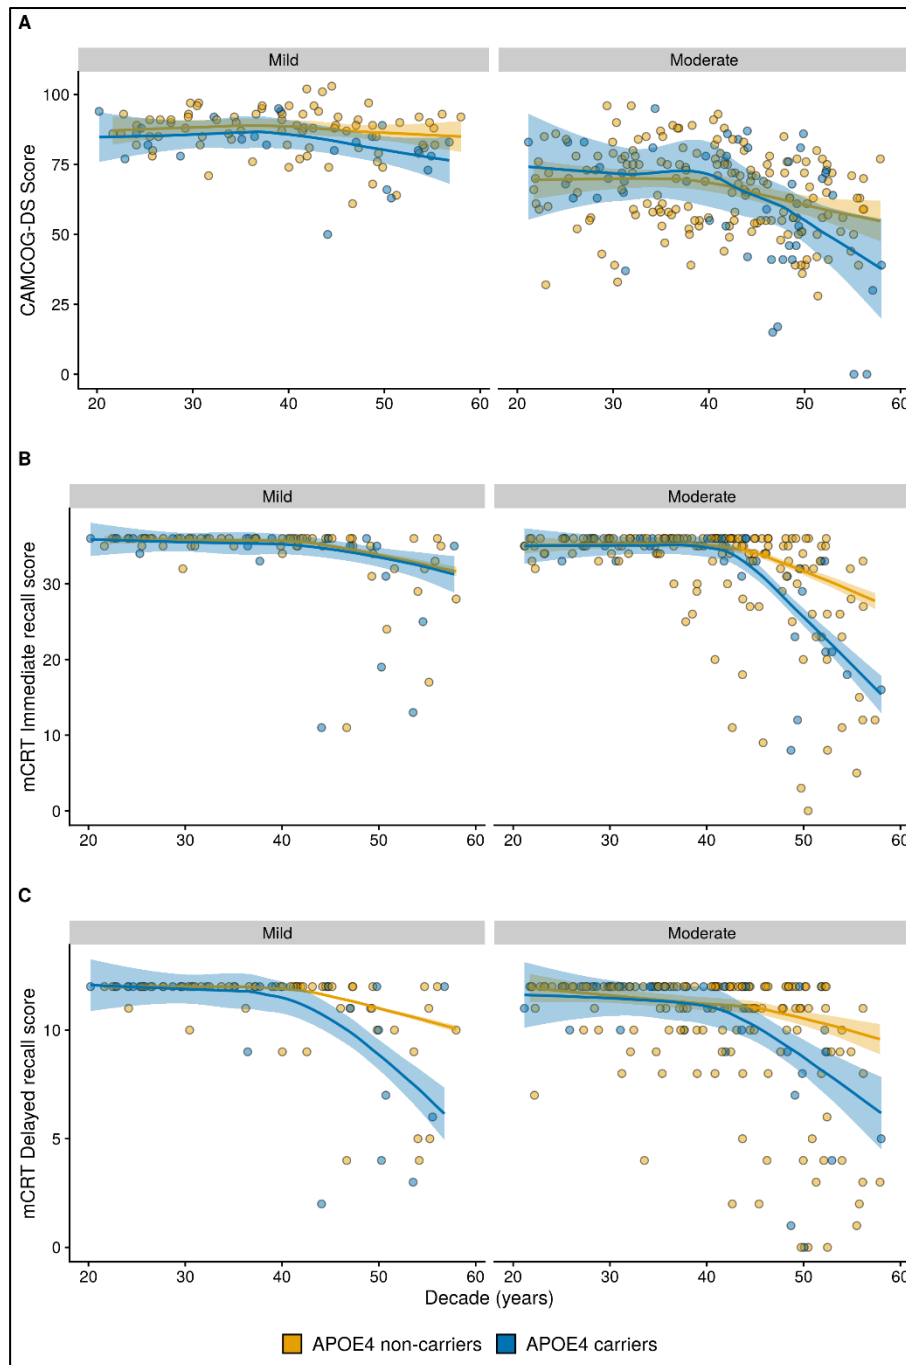 A
Mild
Moderate
CAMCOG-DS Score
100
75
50
25
0
20 30 40 50 60
20 30 40 50 60
B
Mild
Moderate
mCRT Immediate recall score
30
20
10
0
20 30 40 50 60
20 30 40 50 60
C
Mild
Moderate
mCRT Delayed recall score
10
5
0
20 30 40 50 60
20 30 40 50 60
Decade (years)
APOE4 non-carriers APOE4 carriers